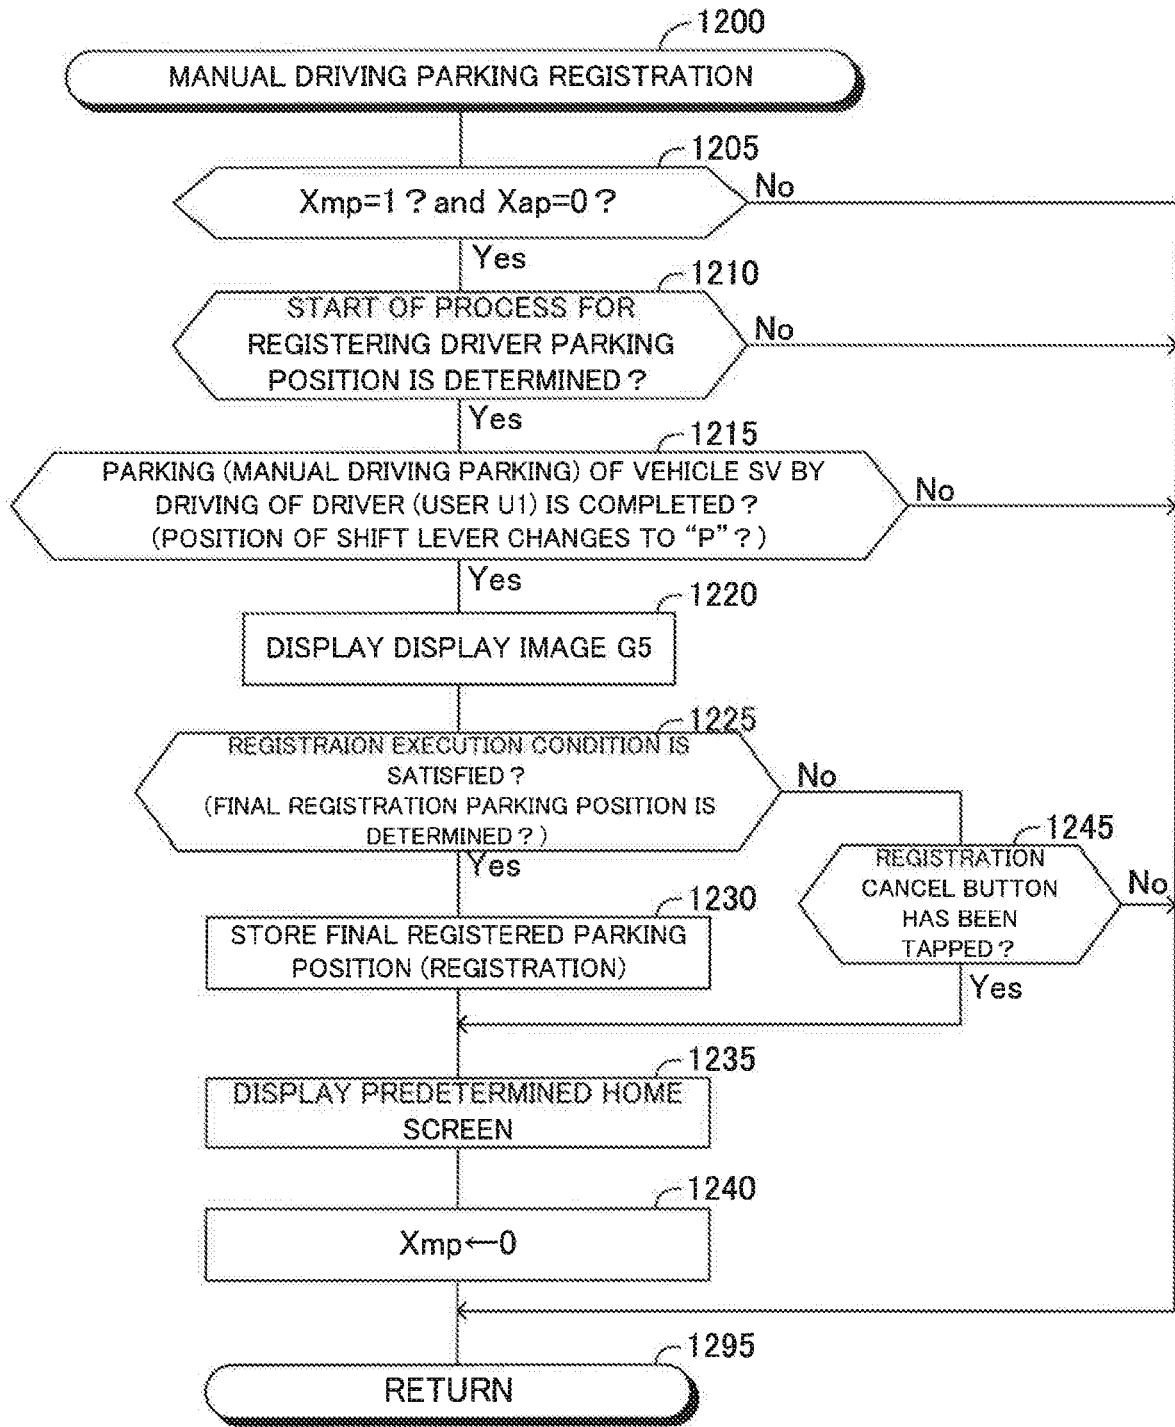 1200
MANUAL DRIVING PARKING REGISTRATION
1205
Xmp=1？and Xap=0？
No
Yes
1210
START OF PROCESS FOR
REGISTERING DRIVER PARKING
POSITION IS DETERMINED？
No
Yes
1215
PARKING (MANUAL DRIVING PARKING) OF VEHICLE SV BY
DRIVING OF DRIVER (USER U1) IS COMPLETED？
(POSITION OF SHIFT LEVER CHANGES TO “P”？)
No
Yes
1220
DISPLAY DISPLAY IMAGE G5
1225
REGISTRAION EXECUTION CONDITION IS
SATISFIED？
(FINAL REGISTRATION PARKING POSITION IS
DETERMINED？)
No
Yes
1245
REGISTRATION
CANCEL BUTTON
HAS BEEN
TAPPED？
No
Yes
1230
STORE FINAL REGISTERED PARKING
POSITION (REGISTRATION)
1235
DISPLAY PREDETERMINED HOME
SCREEN
1240
Xmp←0
1295
RETURN